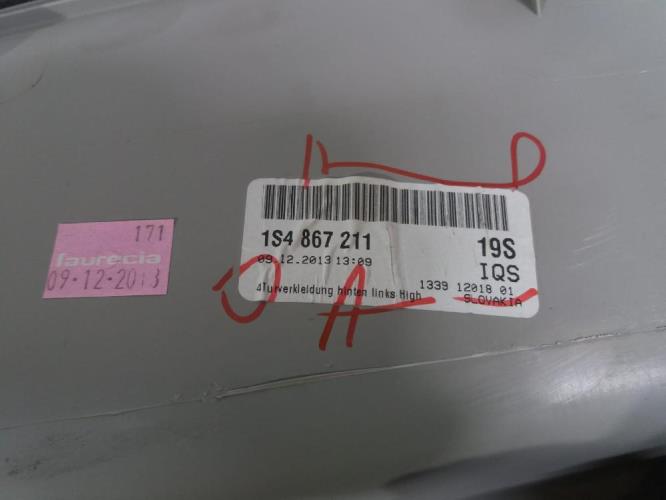 171
faurecia
09-12-2013
1S4 867 211 19S
09.12.2013 13:09 IQS
4Türverkleidung hinten links High
1339 12018 01
SLOVAKIA